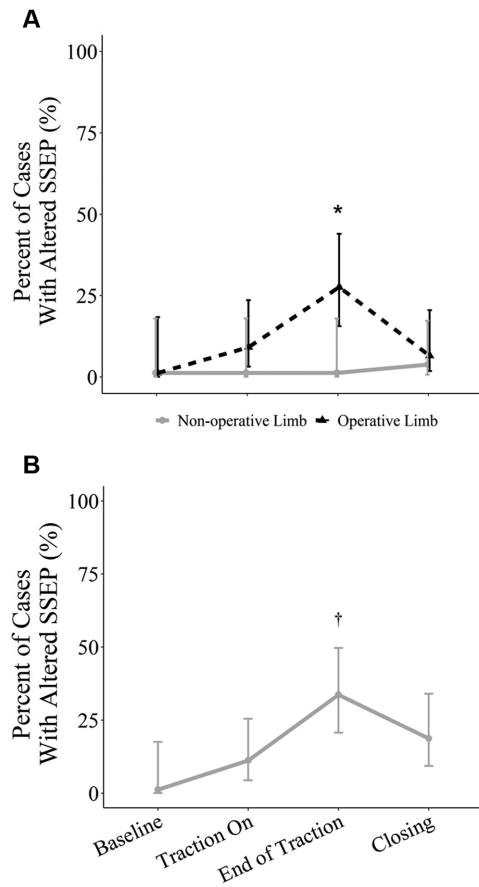 A
Percent of Cases
With Altered SSEP (%)
100
75
50
25
0
*
Non-operative Limb Operative Limb
B
Percent of Cases
With Altered SSEP (%)
100
75
50
25
0
†
Baseline
Traction On
End of Traction
Closing